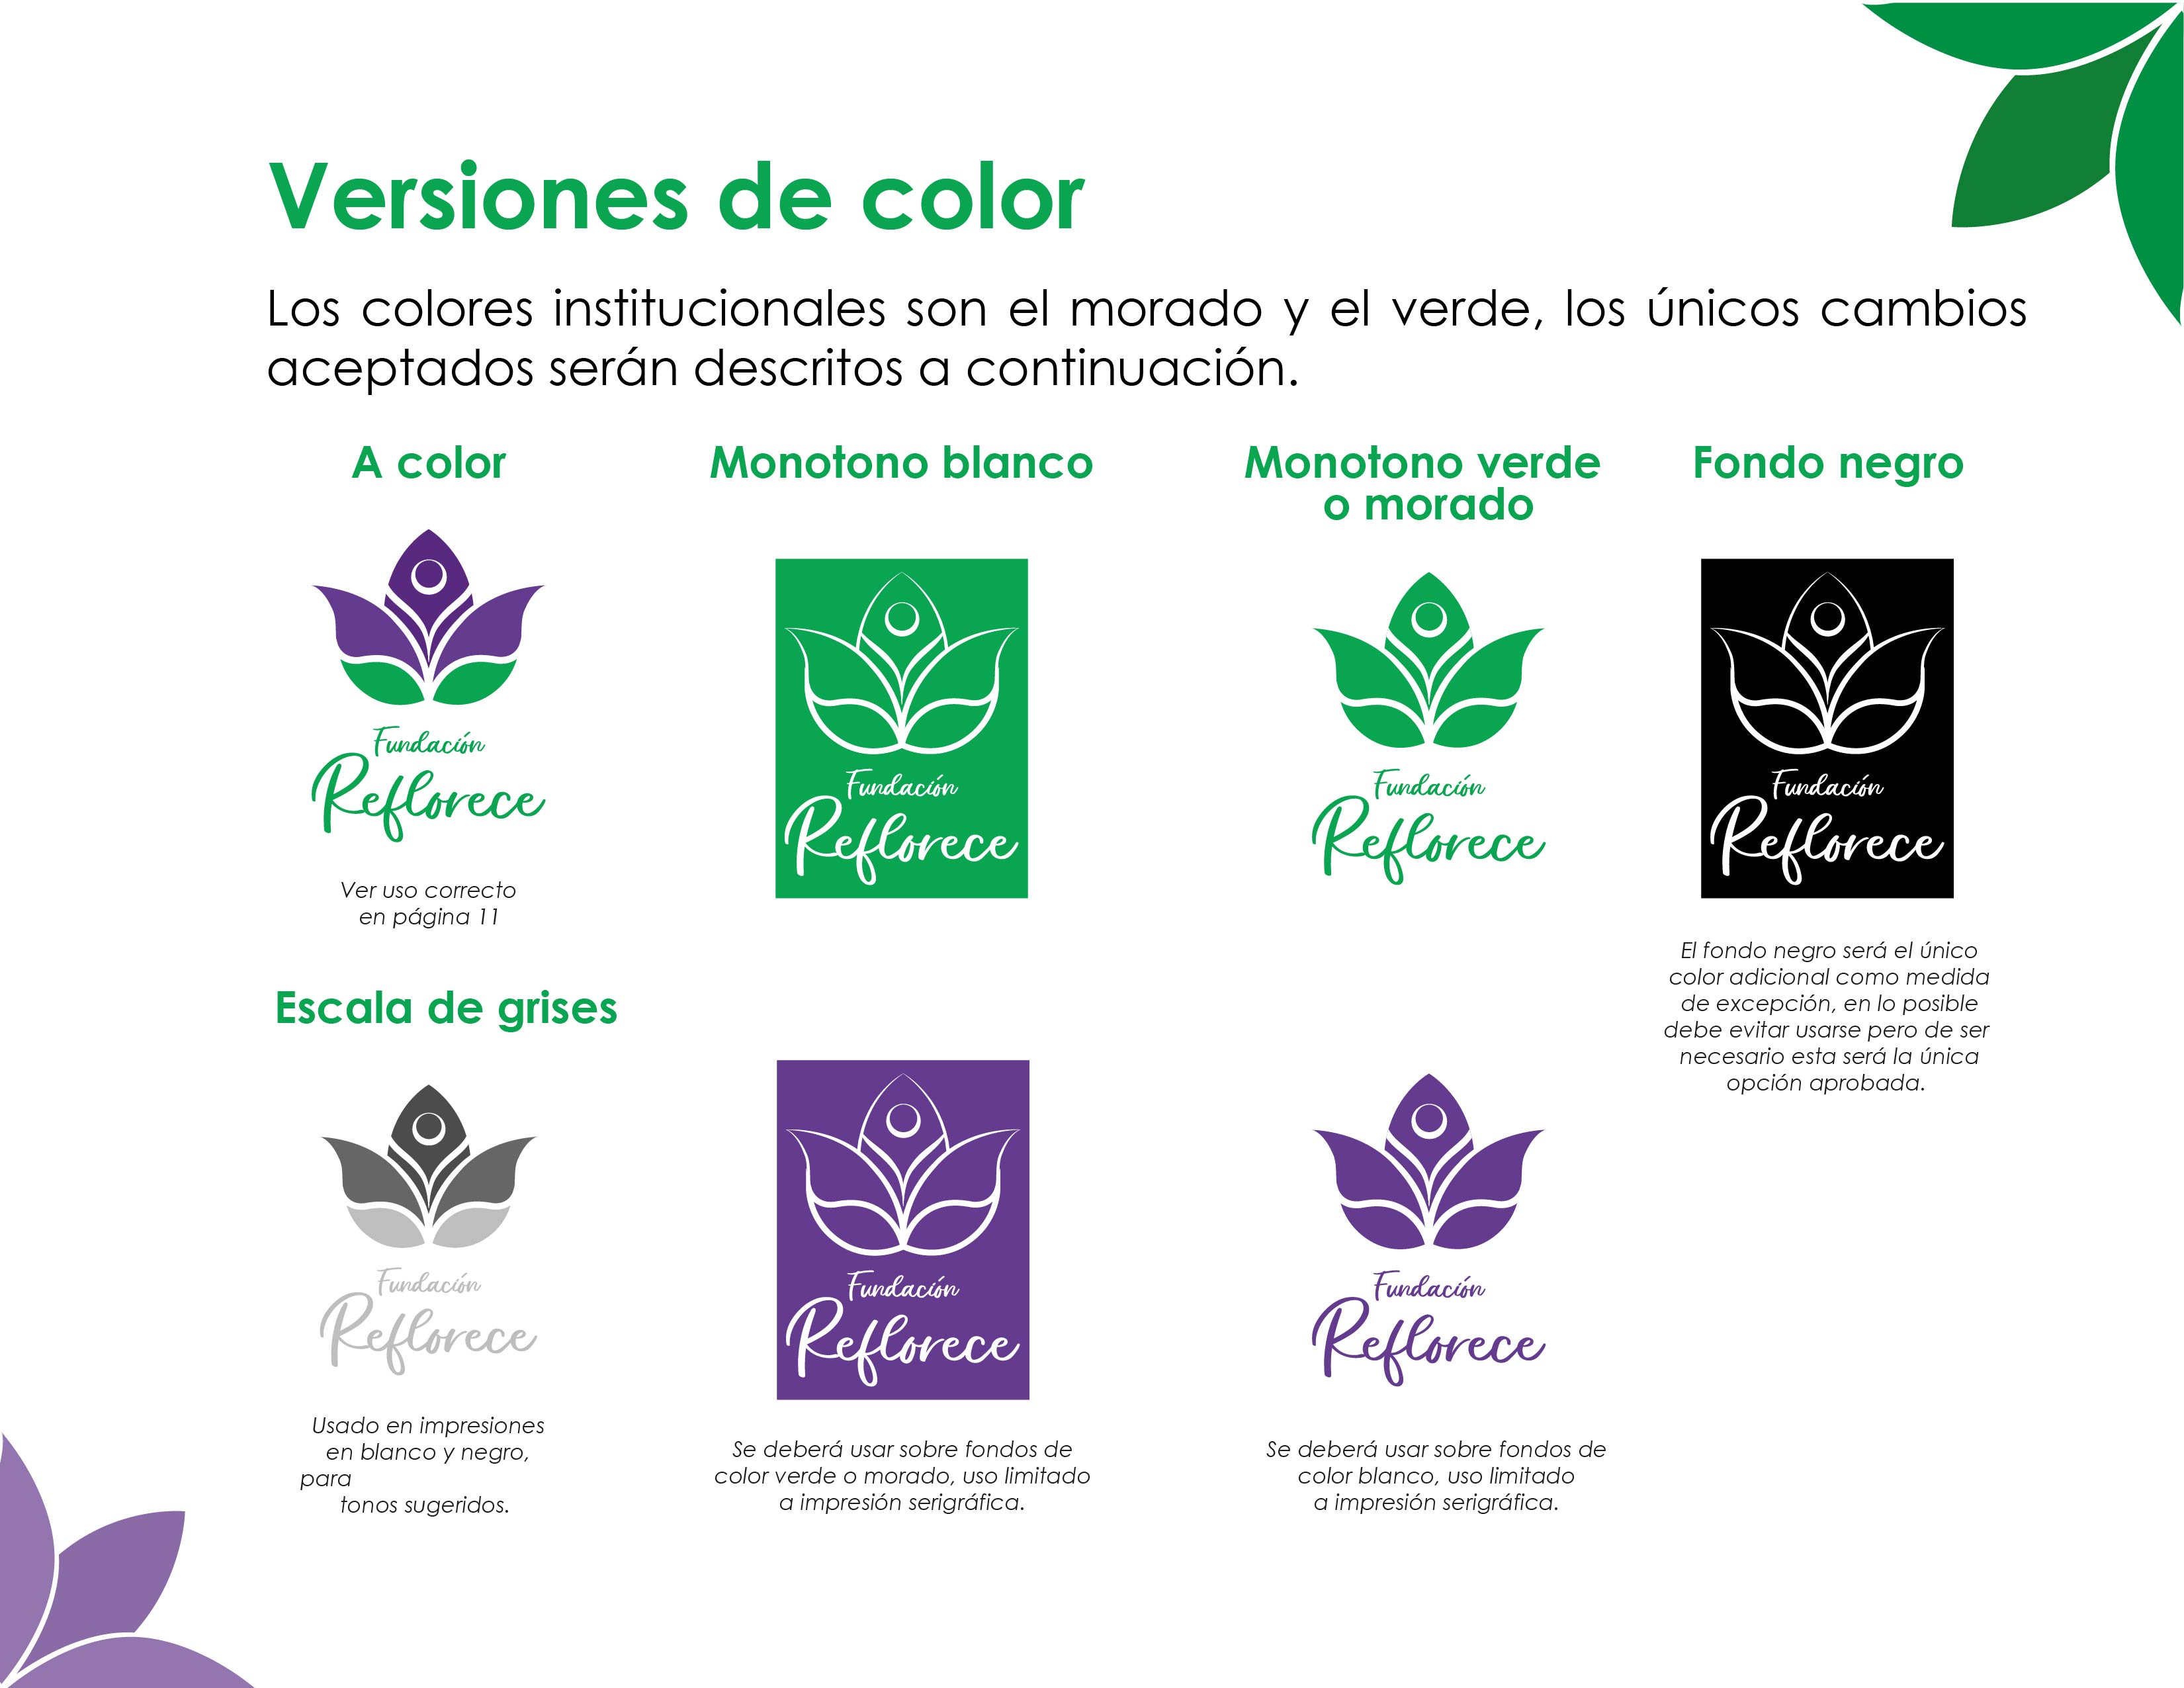 Versiones de color
Los colores institucionales son el morado y el verde, los únicos cambios
aceptados serán descritos a continuación.
A color
Fundación
Reflorece
Ver uso correcto
en página 11
Monotono blanco
Fundación
Reflorece
Monotono verde
o morado
Fundación
Reflorece
Fondo negro
Fundación
Reflorece
El fondo negro será el único
color adicional como medida
de excepción, en lo posible
debe evitar usarse pero de ser
necesario esta será la única
opción aprobada.
Escala de grises
Fundación
Reflorece
Usado en impresiones
en blanco y negro,
para
tonos sugeridos.
Fundación
Reflorece
Se deberá usar sobre fondos de
color verde o morado, uso limitado
a impresión serigráfica.
Fundación
Reflorece
Se deberá usar sobre fondos de
color blanco, uso limitado
a impresión serigráfica.